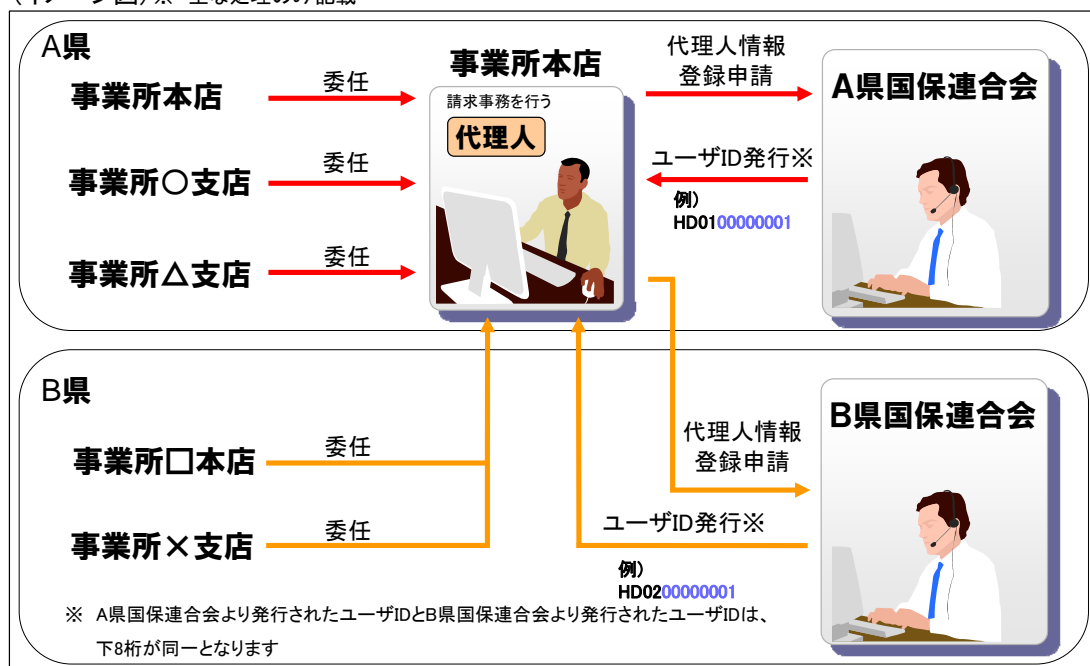 A県
事業所本店
事業所○支店
事業所△支店
委任
委任
委任
事業所本店
請求事務を行う
代理人
代理人情報
登録申請
ユーザID発行※
例)
HD0100000001
A県国保連合会
B県
事業所□本店
事業所×支店
委任
委任
代理人情報
登録申請
ユーザID発行※
例)
HD0200000001
B県国保連合会
※ A県国保連合会より発行されたユーザIDとB県国保連合会より発行されたユーザIDは、
下8桁が同一となります